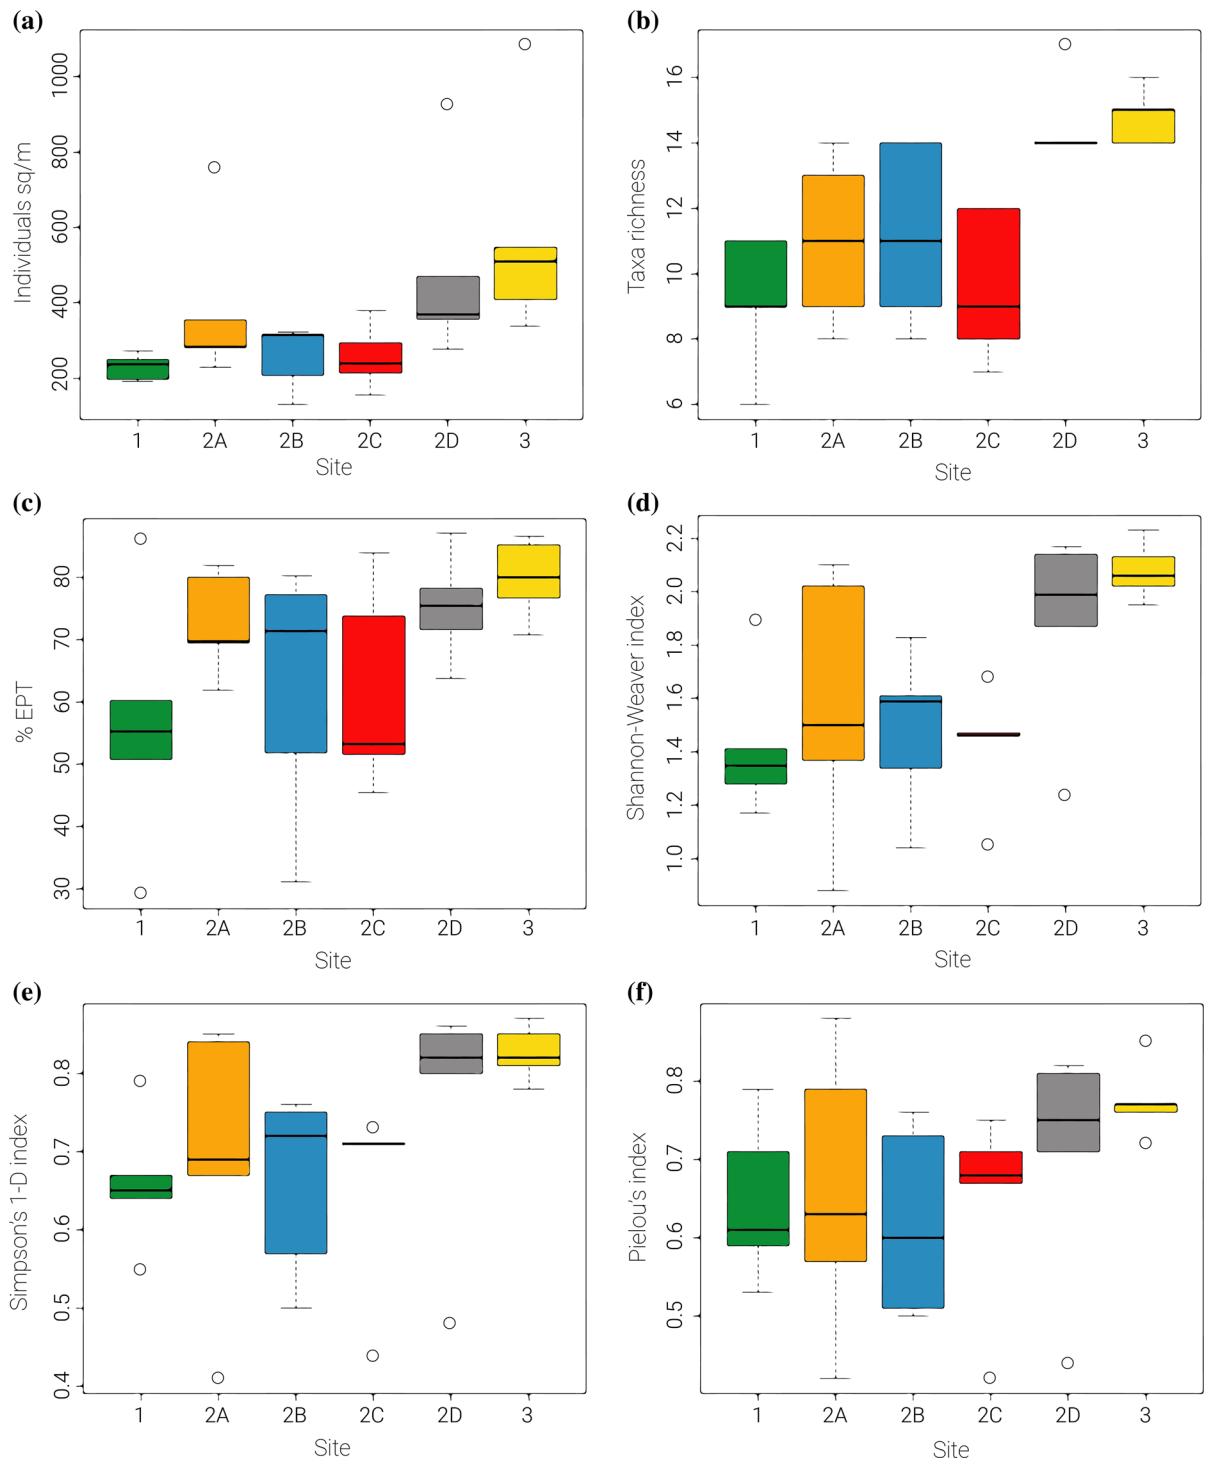 (a)
Individuals sq/m
1000
800
600
400
200
1 2A 2B 2C 2D 3
Site
(b)
Taxa richness
16
14
12
10
8
6
1 2A 2B 2C 2D 3
Site
(c)
% EPT
80
70
60
50
40
30
1 2A 2B 2C 2D 3
Site
(d)
Shannon-Weaver index
2.2
2.0
1.8
1.6
1.4
1.2
1.0
1 2A 2B 2C 2D 3
Site
(e)
Simpson's 1-D index
0.8
0.7
0.6
0.5
0.4
1 2A 2B 2C 2D 3
Site
(f)
Pielou's index
0.8
0.7
0.6
0.5
1 2A 2B 2C 2D 3
Site